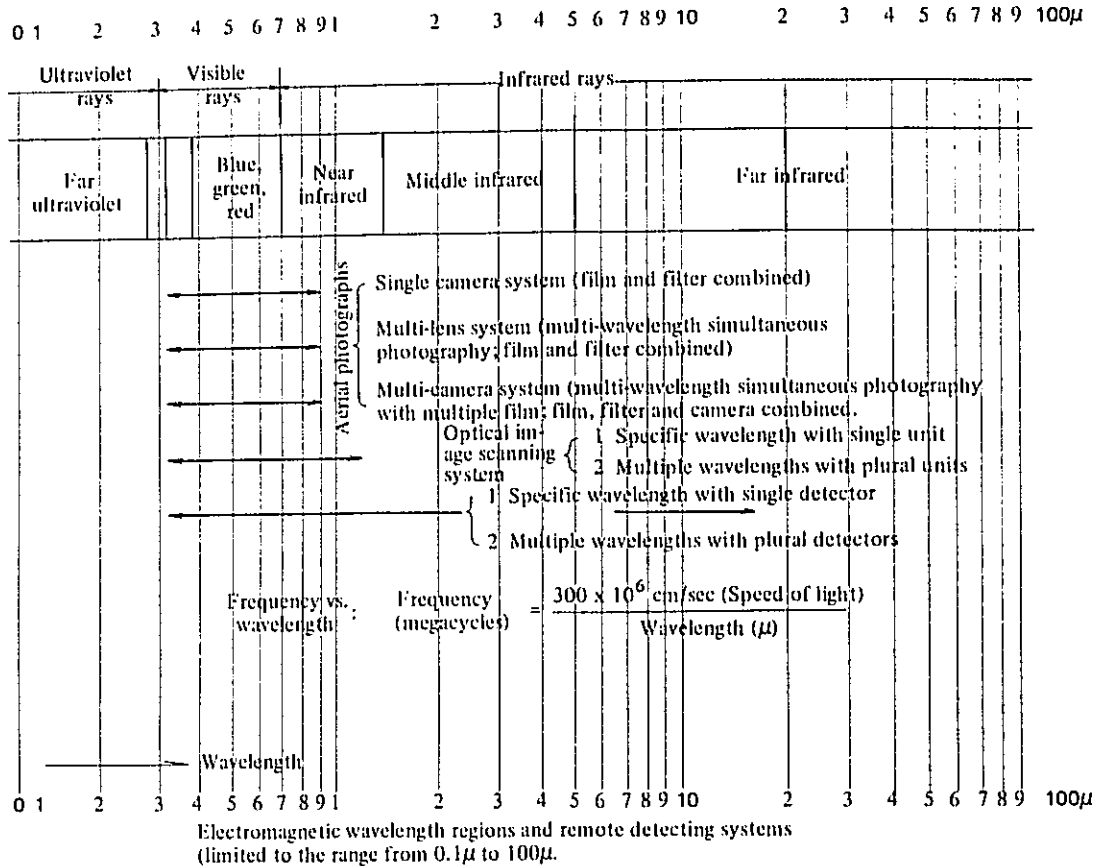 0 1 2 3 4 5 6 7 8 9 1 2 3 4 5 6 7 8 9 10 2 3 4 5 6 7 8 9 100μ
Ultraviolet rays
Visible rays
Infrared rays
Far
ultraviolet
Blue,
green,
red
Near
infrared
Middle infrared
Far infrared
Aerial photographs
Single camera system (film and filter combined)
Multi-lens system (multi-wavelength simultaneous
photography; film and filter combined)
Multi-camera system (multi-wavelength simultaneous photography
with multiple film; film, filter and camera combined.
Optical im-
age scanning
system
1 Specific wavelength with single unit
2 Multiple wavelengths with plural units
1 Specific wavelength with single detector
2 Multiple wavelengths with plural detectors
Frequency vs.
wavelength :
Frequency
(megacycles)
= 300 x 10⁶ cm/sec (Speed of light)
Wavelength (μ)
Wavelength
0 1 2 3 4 5 6 7 8 9 1 2 3 4 5 6 7 8 9 10 2 3 4 5 6 7 8 9 100μ
Electromagnetic wavelength regions and remote detecting systems
(limited to the range from 0.1μ to 100μ.